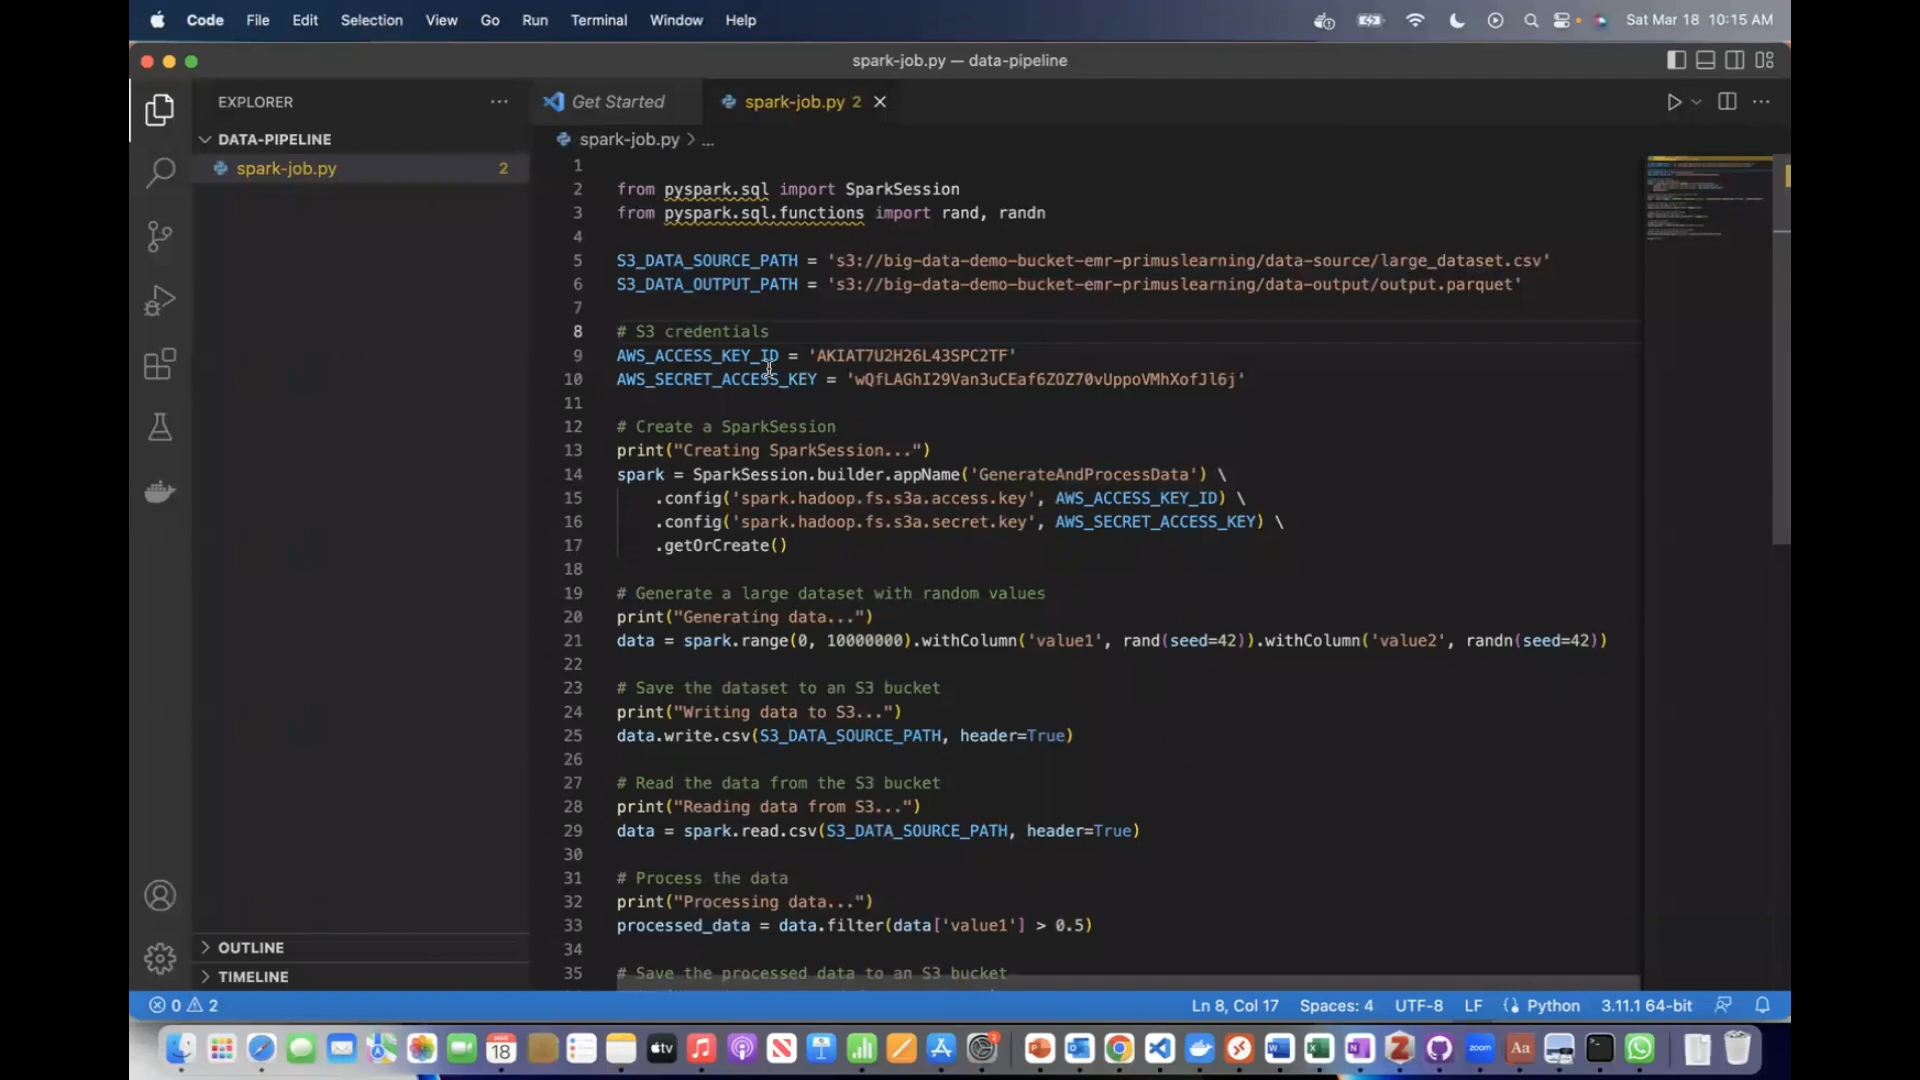 Code File Edit Selection View Go Run Terminal Window Help Sat Mar 18 10:15 AM
spark-job.py — data-pipeline
EXPLORER
Get Started
spark-job.py 2
DATA-PIPELINE
spark-job.py > ...
spark-job.py 2
1
2 from pyspark.sql import SparkSession
3 from pyspark.sql.functions import rand, randn
4
5 S3_DATA_SOURCE_PATH = 's3://big-data-demo-bucket-emr-primuslearning/data-source/large_dataset.csv'
6 S3_DATA_OUTPUT_PATH = 's3://big-data-demo-bucket-emr-primuslearning/data-output/output.parquet'
7
8 # S3 credentials
9 AWS_ACCESS_KEY_ID = 'AKIAT7U2H26L43SPC2TF'
10 AWS_SECRET_ACCESS_KEY = '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'
11
12 # Create a SparkSession
13 print("Creating SparkSession...")
14 spark = SparkSession.builder.appName('GenerateAndProcessData') \
15 .config('spark.hadoop.fs.s3a.access.key', AWS_ACCESS_KEY_ID) \
16 .config('spark.hadoop.fs.s3a.secret.key', AWS_SECRET_ACCESS_KEY) \
17 .getOrCreate()
18
19 # Generate a large dataset with random values
20 print("Generating data...")
21 data = spark.range(0, 10000000).withColumn('value1', rand(seed=42)).withColumn('value2', randn(seed=42))
22
23 # Save the dataset to an S3 bucket
24 print("Writing data to S3...")
25 data.write.csv(S3_DATA_SOURCE_PATH, header=True)
26
27 # Read the data from the S3 bucket
28 print("Reading data from S3...")
29 data = spark.read.csv(S3_DATA_SOURCE_PATH, header=True)
30
31 # Process the data
32 print("Processing data...")
33 processed_data = data.filter(data['value1'] > 0.5)
34
35 # Save the processed data to an S3 bucket
OUTLINE
TIMELINE
0 2 Ln 8, Col 17 Spaces: 4 UTF-8 LF Python 3.11.1 64-bit
MAR
18 tv zoom Aa